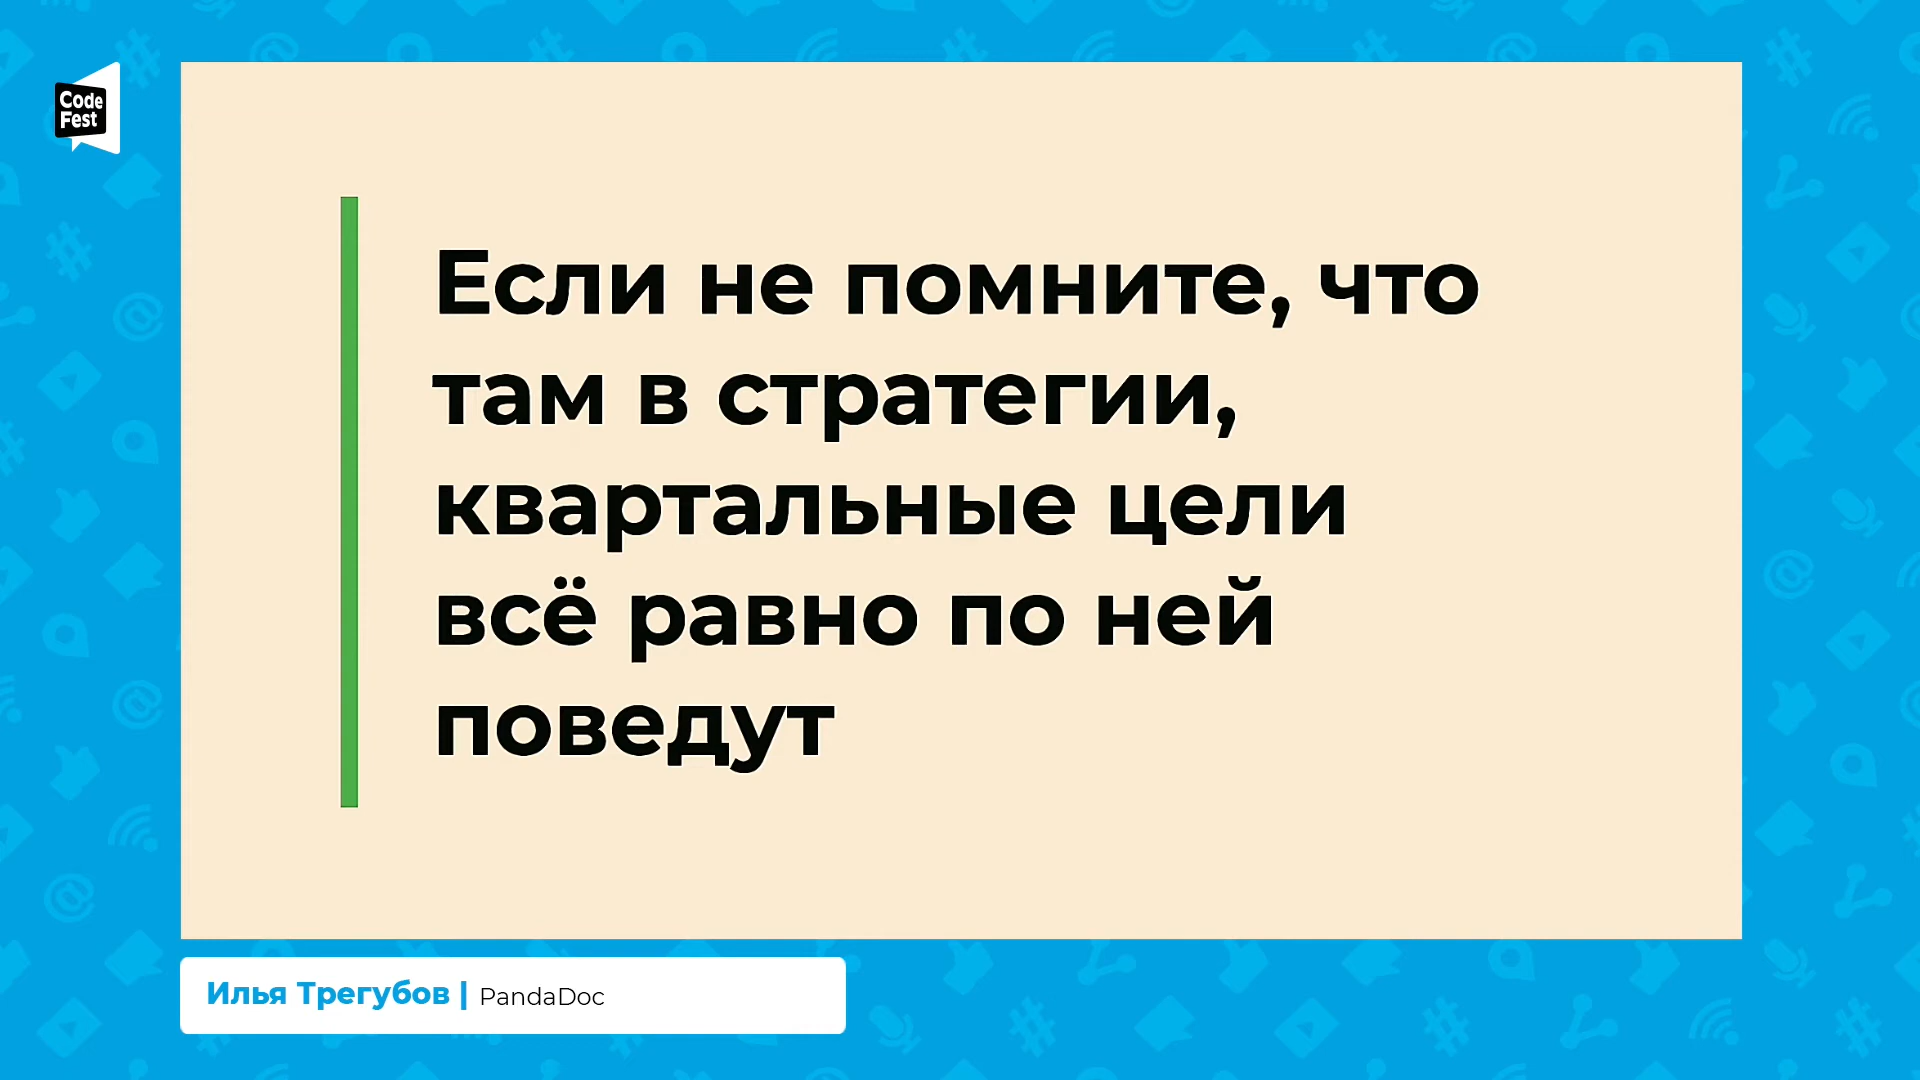 Code
Fest
Если не помните, что
там в стратегии,
квартальные цели
всё равно по ней
поведут
Илья Трегубов | PandaDoc